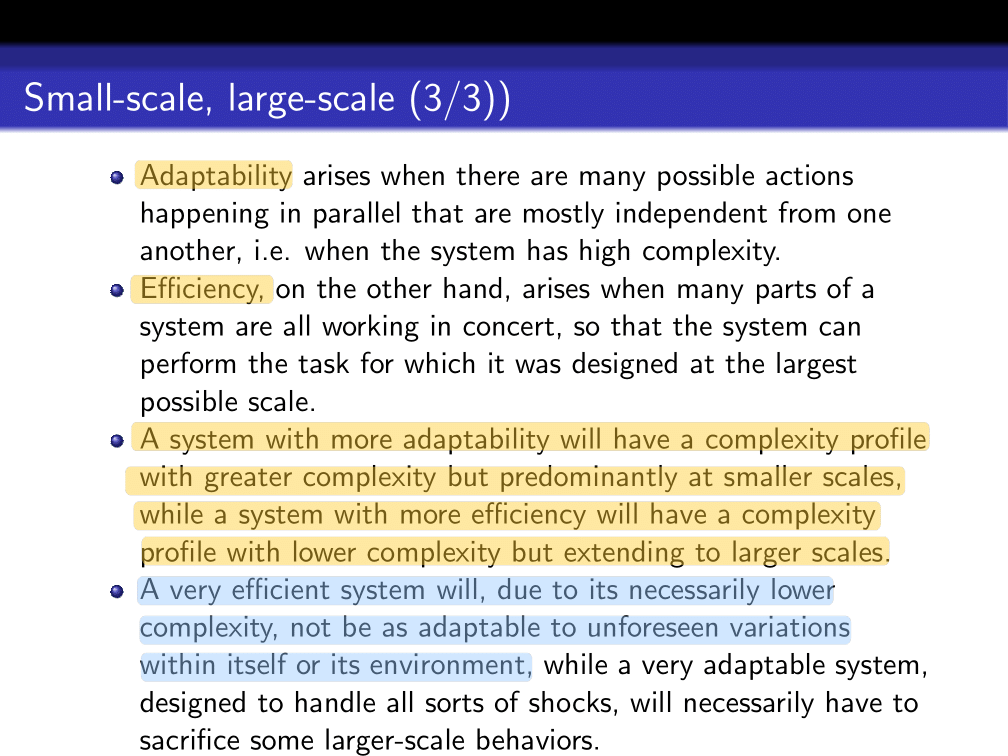 Small-scale, large-scale (3/3))
Adaptability arises when there are many possible actions
happening in parallel that are mostly independent from one
another, i.e. when the system has high complexity.
Efficiency, on the other hand, arises when many parts of a
system are all working in concert, so that the system can
perform the task for which it was designed at the largest
possible scale.
A system with more adaptability will have a complexity profile
with greater complexity but predominantly at smaller scales,
while a system with more efficiency will have a complexity
profile with lower complexity but extending to larger scales.
A very efficient system will, due to its necessarily lower
complexity, not be as adaptable to unforeseen variations
within itself or its environment, while a very adaptable system,
designed to handle all sorts of shocks, will necessarily have to
sacrifice some larger-scale behaviors.